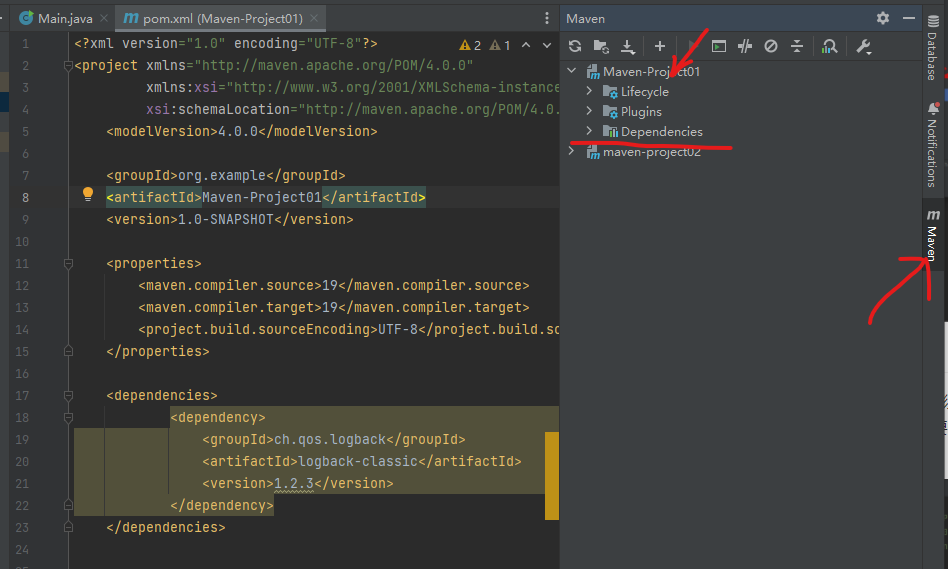 Main.java
pom.xml (Maven-Project01)
Maven
1 <?xml version="1.0" encoding="UTF-8"?>
2 1
2 <project xmlns="http://maven.apache.org/POM/4.0.0"
3 xmlns:xsi="http://www.w3.org/2001/XMLSchema-instance
4 xsi:schemaLocation="http://maven.apache.org/POM/4.0.
5 <modelVersion>4.0.0</modelVersion>
6
7 <groupId>org.example</groupId>
8 <artifactId>Maven-Project01</artifactId>
9 <version>1.0-SNAPSHOT</version>
10
11 <properties>
12 <maven.compiler.source>19</maven.compiler.source>
13 <maven.compiler.target>19</maven.compiler.target>
14 <project.build.sourceEncoding>UTF-8</project.build.so
15 </properties>
16
17 <dependencies>
18 <dependency>
19 <groupId>ch.qos.logback</groupId>
20 <artifactId>logback-classic</artifactId>
21 <version>1.2.3</version>
22 </dependency>
23 </dependencies>
24
Maven-Project01
Lifecycle
Plugins
Dependencies
maven-project02
Database
Notifications
m Maven